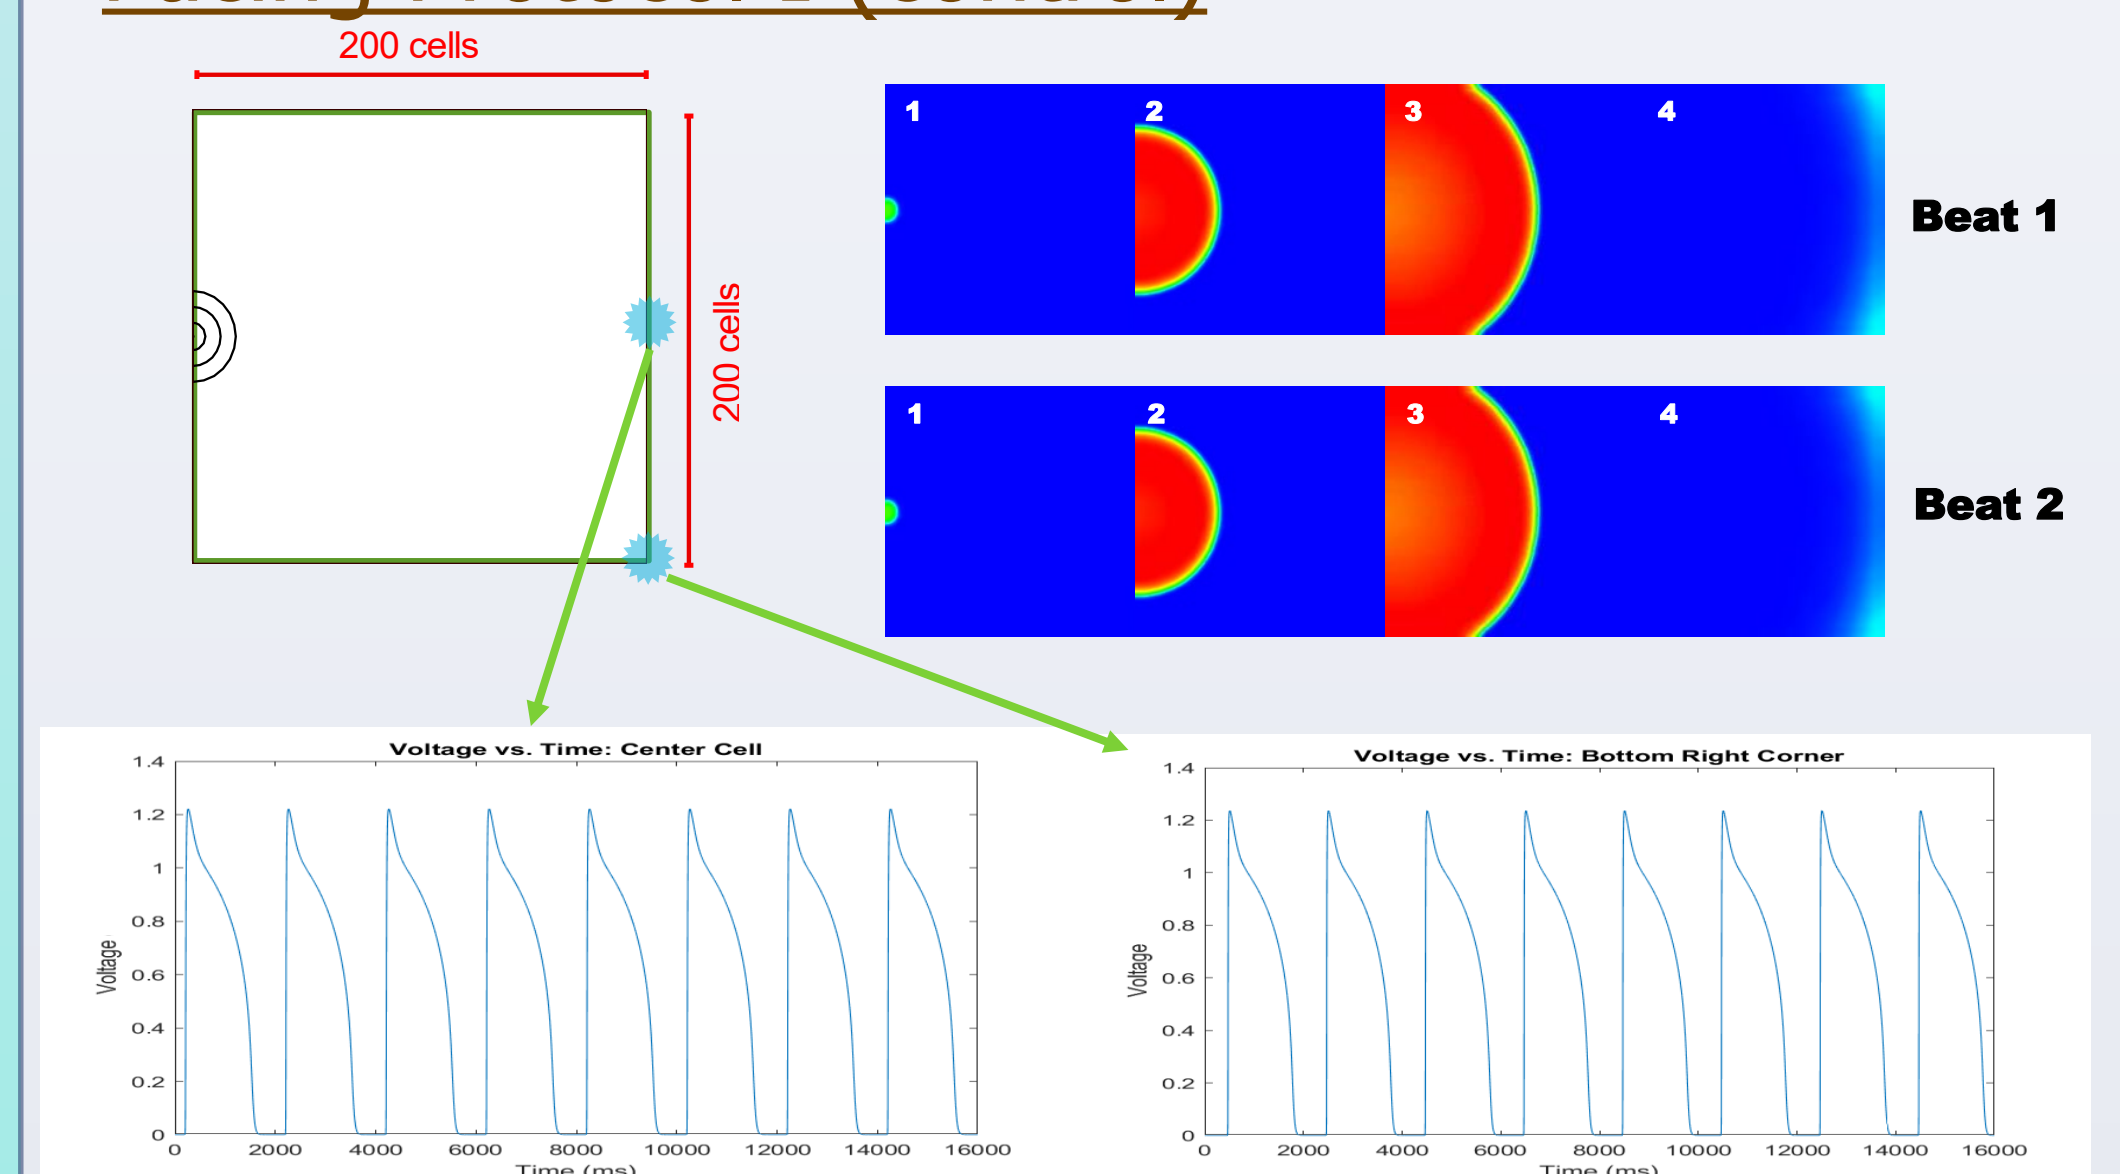 200 cells
200 cells
1 2 3 4
Beat 1
1 2 3 4
Beat 2
Voltage vs. Time: Center Cell
1.4
1.2
1
0.8
0.6
0.4
0.2
0
Voltage
0 2000 4000 6000 8000 10000 12000 14000 16000
Time (ms)
Voltage vs. Time: Bottom Right Corner
1.4
1.2
1
0.8
0.6
0.4
0.2
0
Voltage
0 2000 4000 6000 8000 10000 12000 14000 16000
Time (ms)